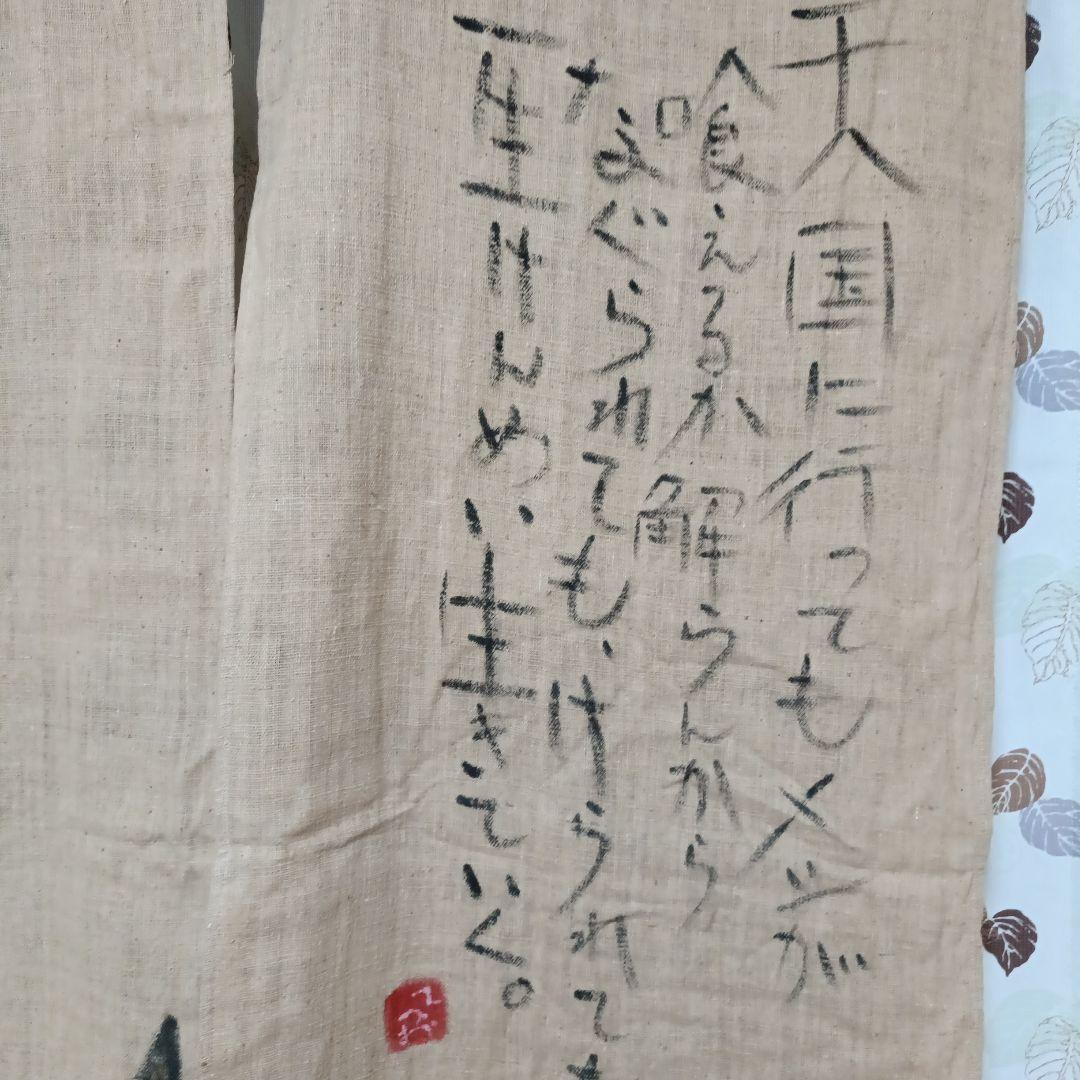 天国に行ってもメシが
喰えるか解らんから
なぐられても、けられても
一生けんめい生きていく。